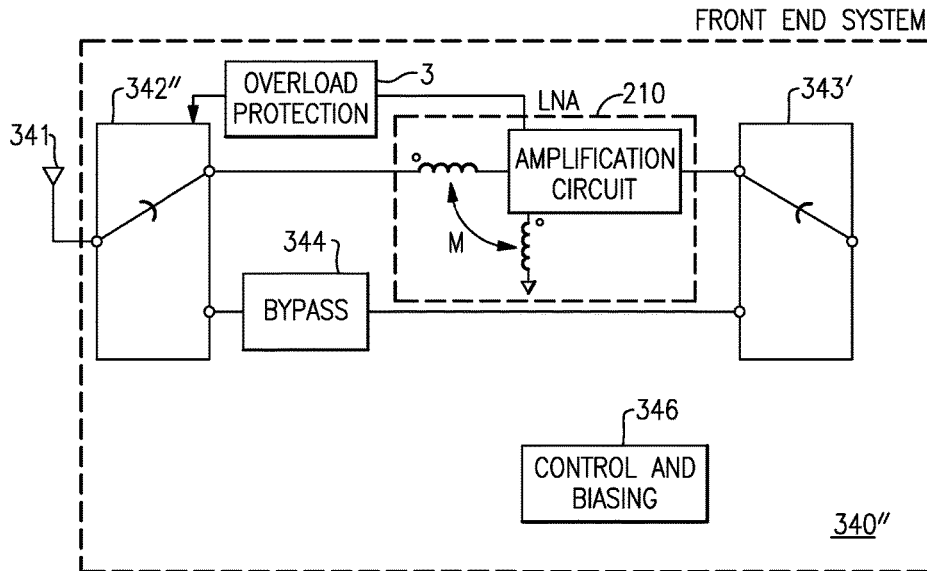 FRONT END SYSTEM
342"
OVERLOAD
PROTECTION
3
LNA
210
343'
341
AMPLIFICATION
CIRCUIT
M
344
BYPASS
346
CONTROL AND
BIASING
340"